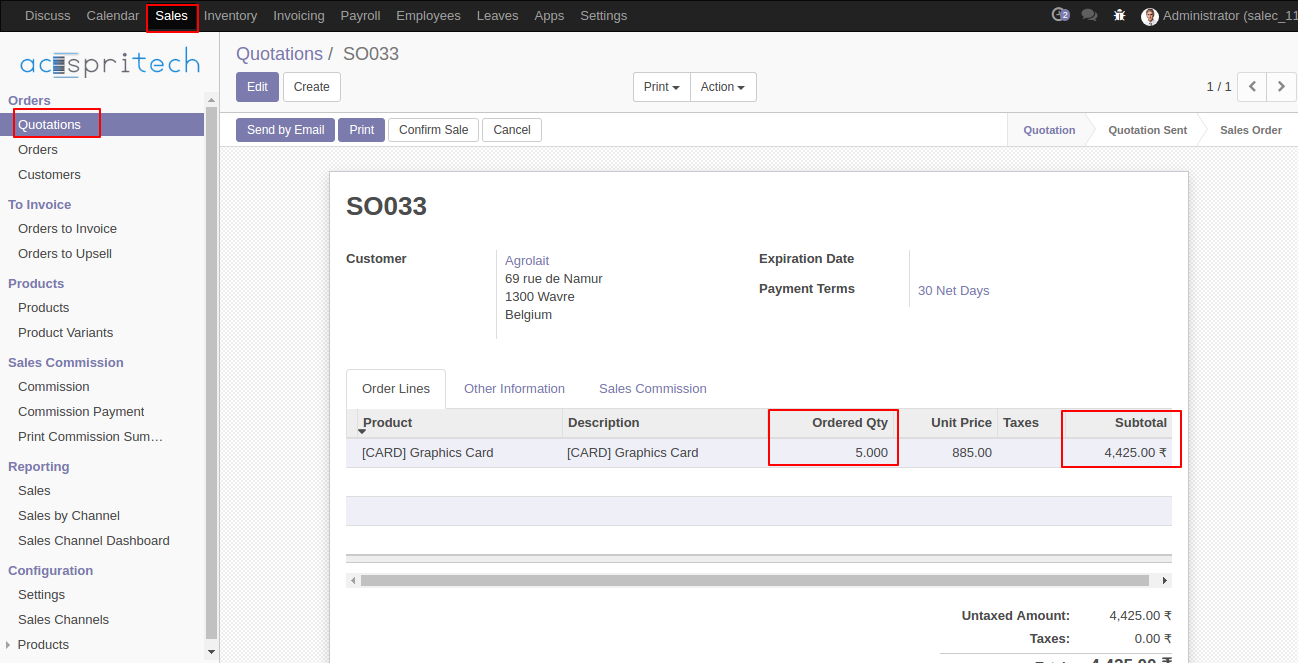 Discuss Calendar Sales Inventory Invoicing Payroll Employees Leaves Apps Settings 2 Administrator (salec_11
acespritech
Orders
Quotations
Orders
Customers
To Invoice
Orders to Invoice
Orders to Upsell
Products
Products
Product Variants
Sales Commission
Commission
Commission Payment
Print Commission Sum…
Reporting
Sales
Sales by Channel
Sales Channel Dashboard
Configuration
Settings
Sales Channels
Products
Quotations / SO033
Edit Create Print Action 1 / 1
Send by Email Print Confirm Sale Cancel Quotation Quotation Sent Sales Order
SO033
Customer
Agrolait
69 rue de Namur
1300 Wavre
Belgium
Expiration Date
Payment Terms 30 Net Days
Order Lines Other Information Sales Commission
Product Description Ordered Qty Unit Price Taxes Subtotal
[CARD] Graphics Card [CARD] Graphics Card 5.000 885.00 4,425.00 ₹
Untaxed Amount: 4,425.00 ₹
Taxes: 0.00 ₹
4,425.00 ₹